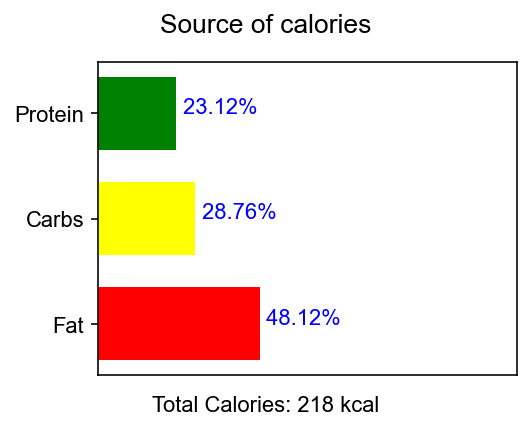 Source of calories
Protein
23.12%
Carbs
28.76%
Fat
48.12%
Total Calories: 218 kcal